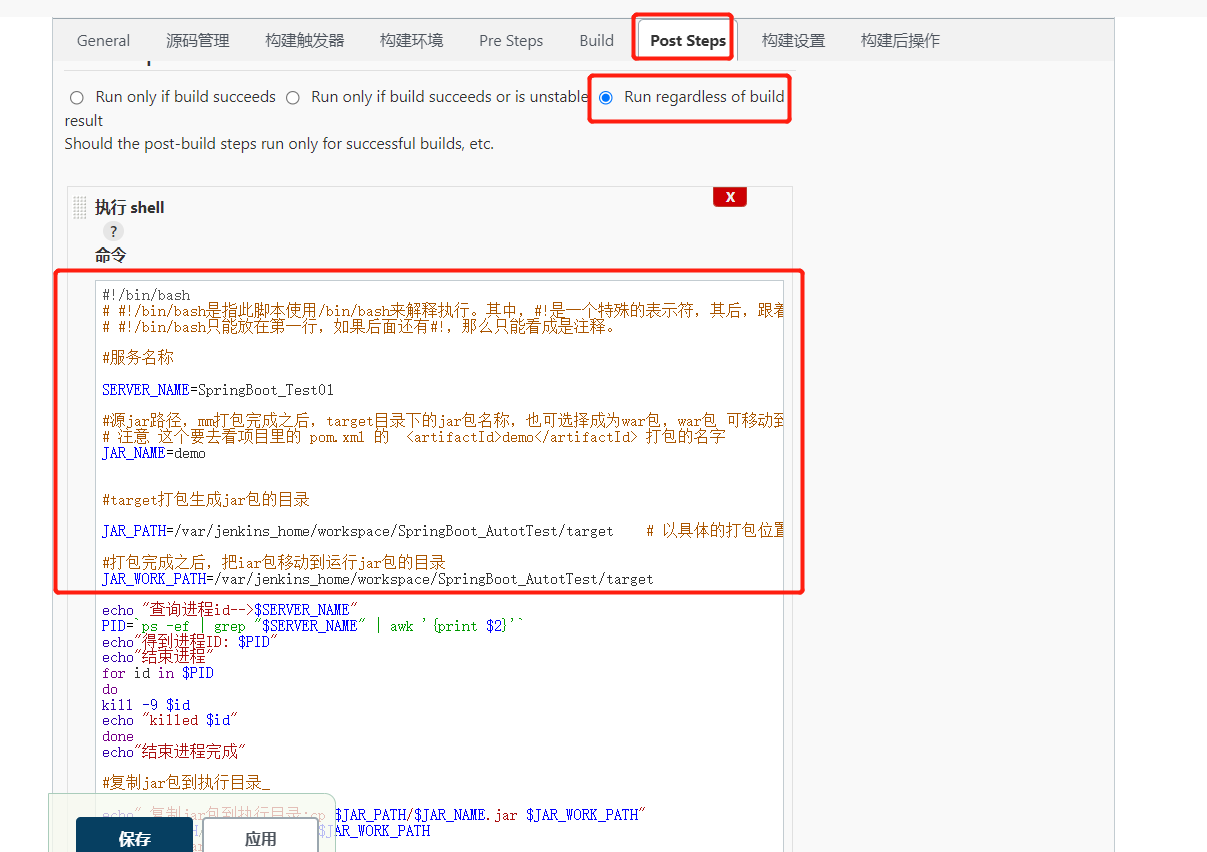 General 源码管理 构建触发器 构建环境 Pre Steps Build Post Steps 构建设置 构建后操作
Run only if build succeeds Run only if build succeeds or is unstable Run regardless of build
result
Should the post-build steps run only for successful builds, etc.
X
执行 shell
?
命令
#!/bin/bash
# #!/bin/bash是指此脚本使用/bin/bash来解释执行。其中，#!是一个特殊的表示符，其后，跟着
# #!/bin/bash只能放在第一行，如果后面还有#!，那么只能看成是注释。
#服务名称
SERVER_NAME=SpringBoot_Test01
#源jar路径，mm打包完成之后，target目录下的jar包名称，也可选择成为war包，war包 可移动到
# 注意 这个要去看项目里的 pom.xml 的  <artifactId>demo</artifactId> 打包的名字
JAR_NAME=demo
#target打包生成jar包的目录
JAR_PATH=/var/jenkins_home/workspace/SpringBoot_AutotTest/target    # 以具体的打包位置
#打包完成之后，把iar包移动到运行jar包的目录
JAR_WORK_PATH=/var/jenkins_home/workspace/SpringBoot_AutotTest/target
echo "查询进程id-->$SERVER_NAME"
PID=`ps -ef | grep "$SERVER_NAME" | awk '{print $2}'`
echo"得到进程ID: $PID"
echo"结束进程"
for id in $PID
do
kill -9 $id
echo "killed $id"
done
echo"结束进程完成"
#复制jar包到执行目录_
echo" 复制jar包到执行目录:cp $JAR_PATH/$JAR_NAME.jar $JAR_WORK_PATH"
$JAR_WORK_PATH
保存 应用